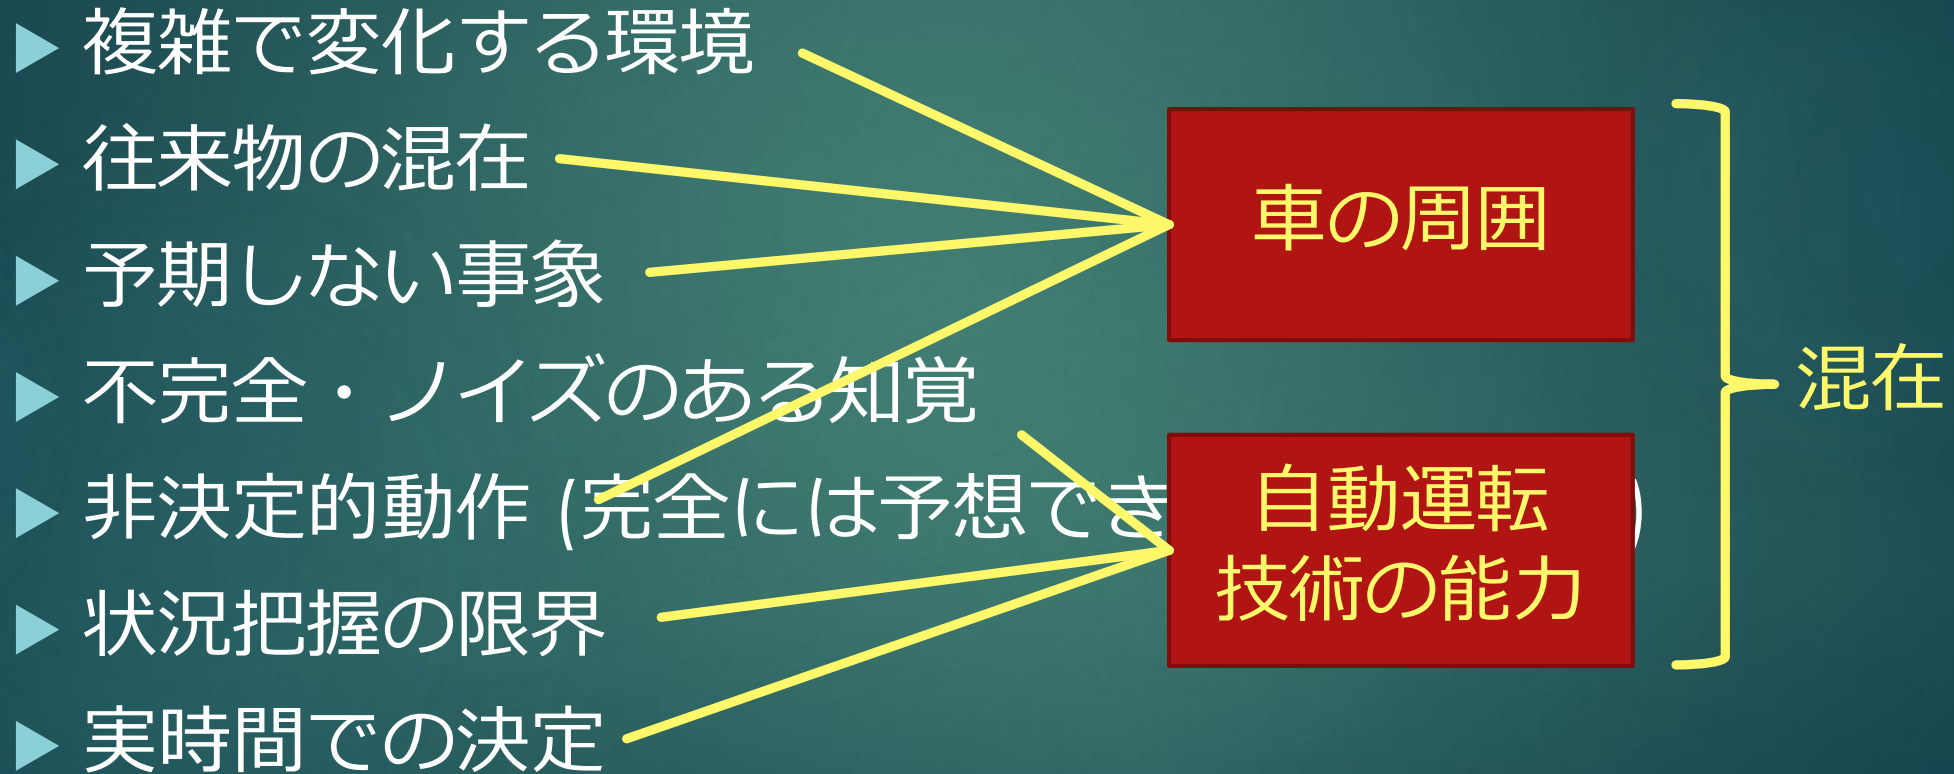 複雑で変化する環境
往来物の混在
予期しない事象
不完全・ノイズのある知覚
非決定的動作 (完全には予想でき
)
状況把握の限界
実時間での決定
車の周囲
自動運転
技術の能力
混在